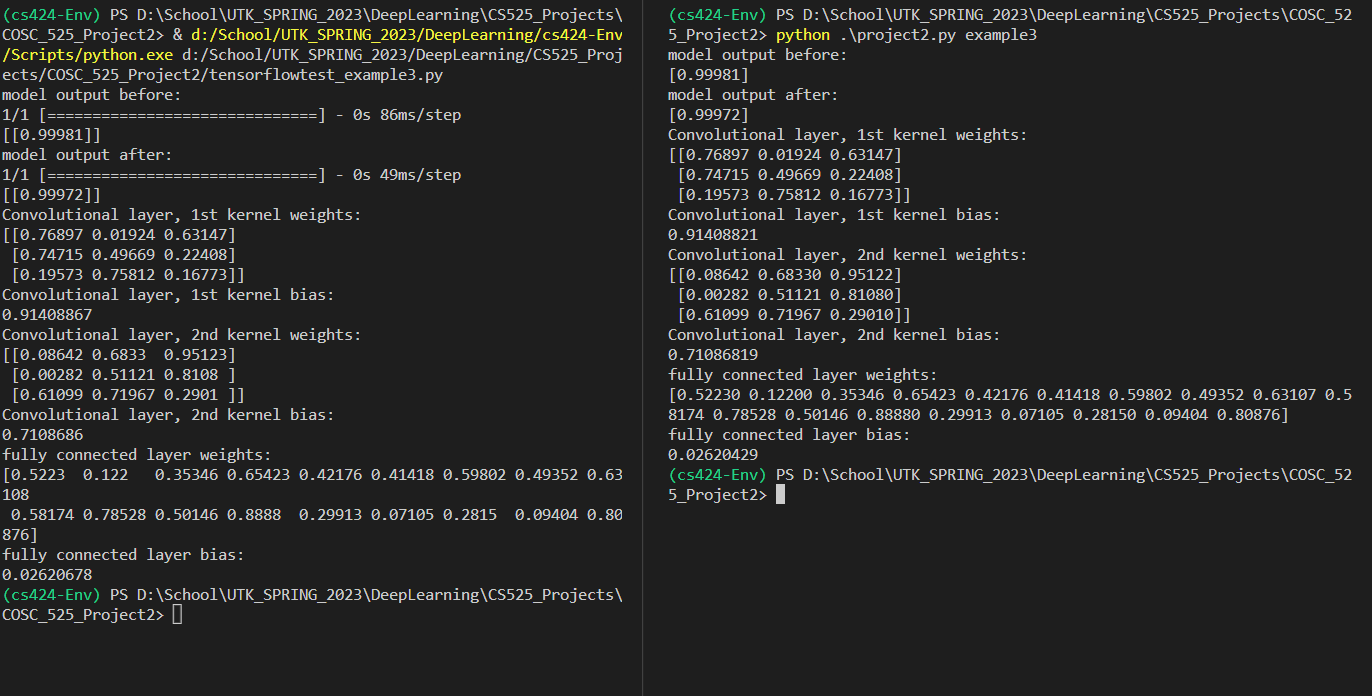 (cs424-Env) PS D:\School\UTK_SPRING_2023\DeepLearning\CS525_Projects\
COSC_525_Project2> & d:/School/UTK_SPRING_2023/DeepLearning/cs424-Env
/Scripts/python.exe d:/School/UTK_SPRING_2023/DeepLearning/CS525_Proj
ects/COSC_525_Project2/tensorflowtest_example3.py
model output before:
1/1 [==============================] - 0s 86ms/step
[[0.99981]]
model output after:
1/1 [==============================] - 0s 49ms/step
[[0.99972]]
Convolutional layer, 1st kernel weights:
[[0.76897 0.01924 0.63147]
 [0.74715 0.49669 0.22408]
 [0.19573 0.75812 0.16773]]
Convolutional layer, 1st kernel bias:
0.91408867
Convolutional layer, 2nd kernel weights:
[[0.08642 0.6833  0.95123]
 [0.00282 0.51121 0.8108 ]
 [0.61099 0.71967 0.2901 ]]
Convolutional layer, 2nd kernel bias:
0.7108686
fully connected layer weights:
[0.5223  0.122   0.35346 0.65423 0.42176 0.41418 0.59802 0.49352 0.63
108
 0.58174 0.78528 0.50146 0.8888  0.29913 0.07105 0.2815  0.09404 0.80
876]
fully connected layer bias:
0.02620678
(cs424-Env) PS D:\School\UTK_SPRING_2023\DeepLearning\CS525_Projects\
COSC_525_Project2>
(cs424-Env) PS D:\School\UTK_SPRING_2023\DeepLearning\CS525_Projects\COSC_52
5_Project2> python .\project2.py example3
model output before:
[0.99981]
model output after:
[0.99972]
Convolutional layer, 1st kernel weights:
[[0.76897 0.01924 0.63147]
 [0.74715 0.49669 0.22408]
 [0.19573 0.75812 0.16773]]
Convolutional layer, 1st kernel bias:
0.91408821
Convolutional layer, 2nd kernel weights:
[[0.08642 0.68330 0.95122]
 [0.00282 0.51121 0.81080]
 [0.61099 0.71967 0.29010]]
Convolutional layer, 2nd kernel bias:
0.71086819
fully connected layer weights:
[0.52230 0.12200 0.35346 0.65423 0.42176 0.41418 0.59802 0.49352 0.63107 0.5
8174 0.78528 0.50146 0.88880 0.29913 0.07105 0.28150 0.09404 0.80876]
fully connected layer bias:
0.02620429
(cs424-Env) PS D:\School\UTK_SPRING_2023\DeepLearning\CS525_Projects\COSC_52
5_Project2>